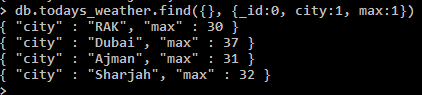 > db.todays_weather.find({}, {_id:0, city:1, max:1})
{ "city" : "RAK", "max" : 30 }
{ "city" : "Dubai", "max" : 37 }
{ "city" : "Ajman", "max" : 31 }
{ "city" : "Sharjah", "max" : 32 }
>